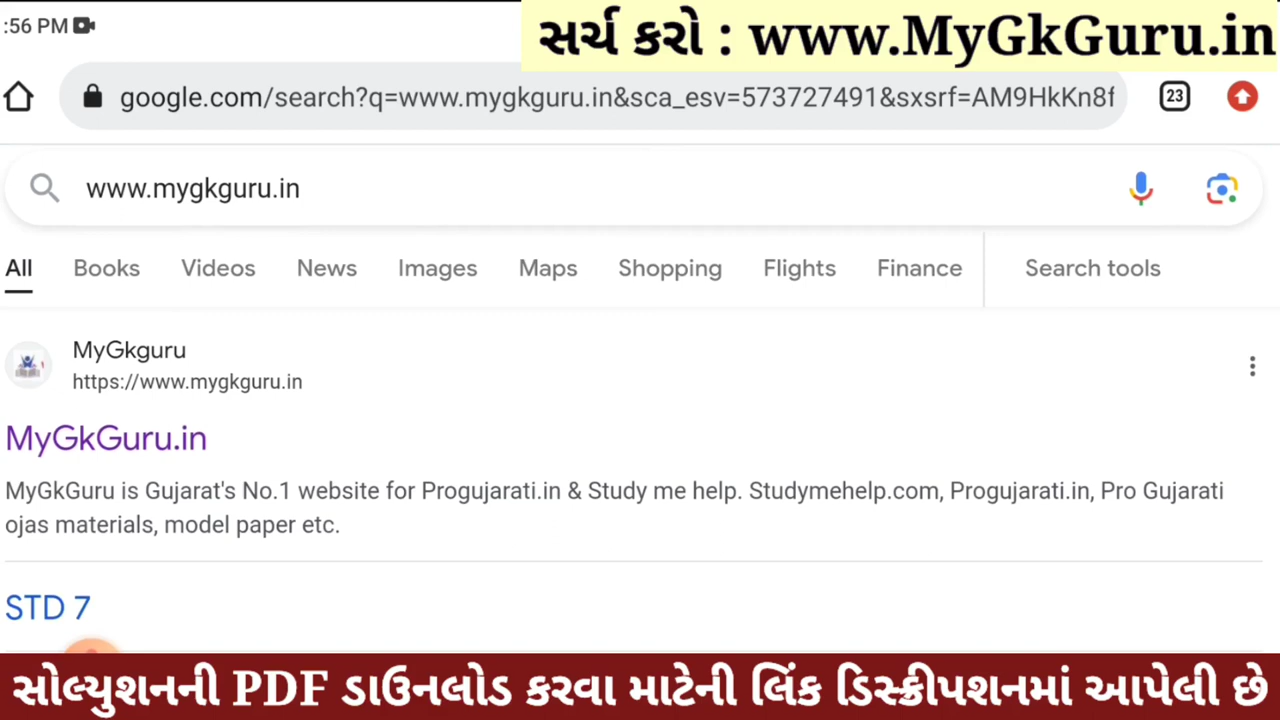 :56 PM
સર્ચ કરો : www.MyGkGuru.in
google.com/search?q=www.mygkguru.in&sca_esv=573727491&sxsrf=AM9HkKn8f
23
www.mygkguru.in
All Books Videos News Images Maps Shopping Flights Finance Search tools
MyGkguru
https://www.mygkguru.in
MyGkGuru.in
MyGkGuru is Gujarat's No.1 website for Progujarati.in & Study me help. Studymehelp.com, Progujarati.in, Pro Gujarati
ojas materials, model paper etc.
STD 7
સોલ્યુશનની PDF ડાઉનલોડ કરવા માટેની લિંક ડિસ્ક્રીપશનમાં આપેલી છે